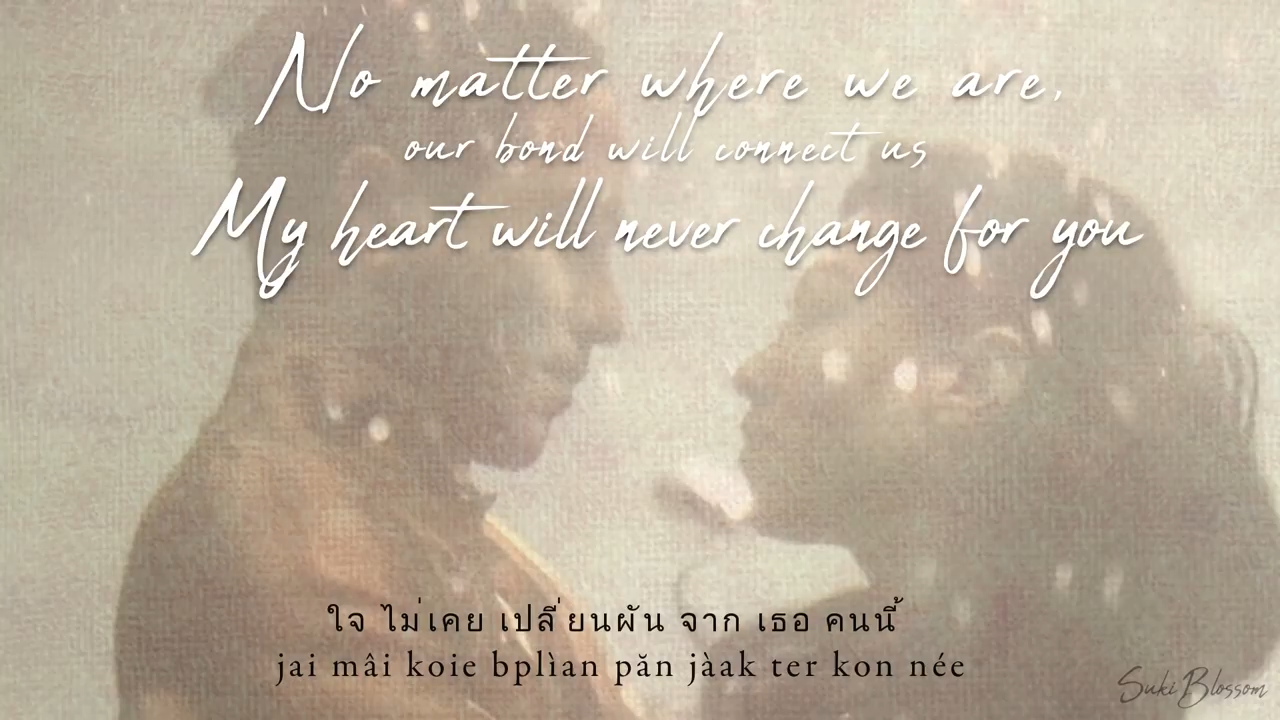 No matter where we are,
our bond will connect us
My heart will never change for you
ใจ ไม่เคย เปลี่ยนผัน จาก เธอ คนนี้
jai mâi koie bplìan păn jàak ter kon née
Suki Blossom